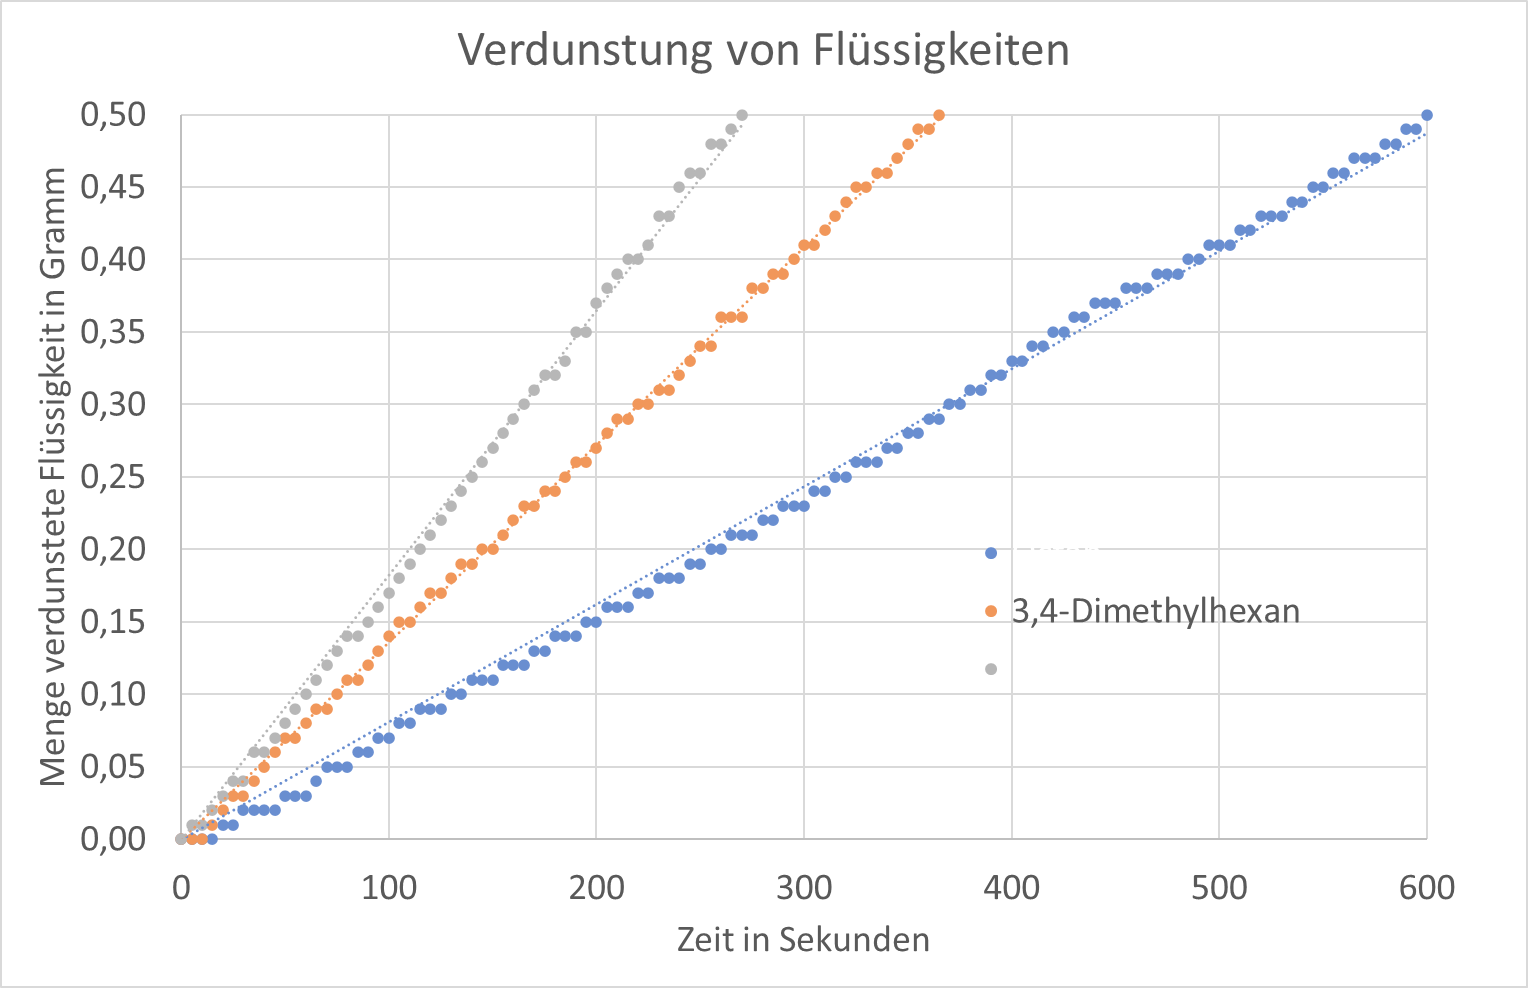 Verdunstung von Flüssigkeiten
Menge verdunstete Flüssigkeit in Gramm
0,50
0,45
0,40
0,35
0,30
0,25
0,20
0,15
0,10
0,05
0,00
0 100 200 300 400 500 600
Zeit in Sekunden
3,4-Dimethylhexan